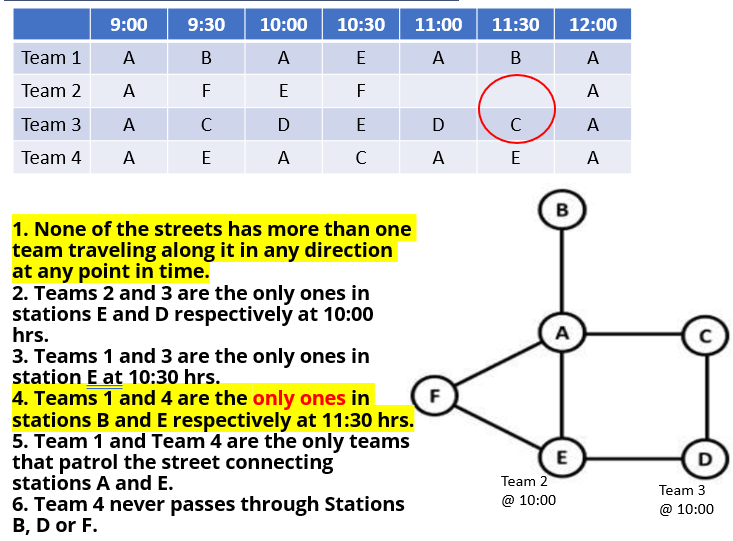 9:00 9:30 10:00 10:30 11:00 11:30 12:00
Team 1 A B A E A B A
Team 2 A F E F A
Team 3 A C D E D C A
Team 4 A E A C A E A
1. None of the streets has more than one
team traveling along it in any direction
at any point in time.
2. Teams 2 and 3 are the only ones in
stations E and D respectively at 10:00
hrs.
3. Teams 1 and 3 are the only ones in
station E at 10:30 hrs.
4. Teams 1 and 4 are the only ones in
stations B and E respectively at 11:30 hrs.
5. Team 1 and Team 4 are the only teams
that patrol the street connecting
stations A and E.
6. Team 4 never passes through Stations
B, D or F.
B
A
C
F
E
D
Team 2
@ 10:00
Team 3
@ 10:00